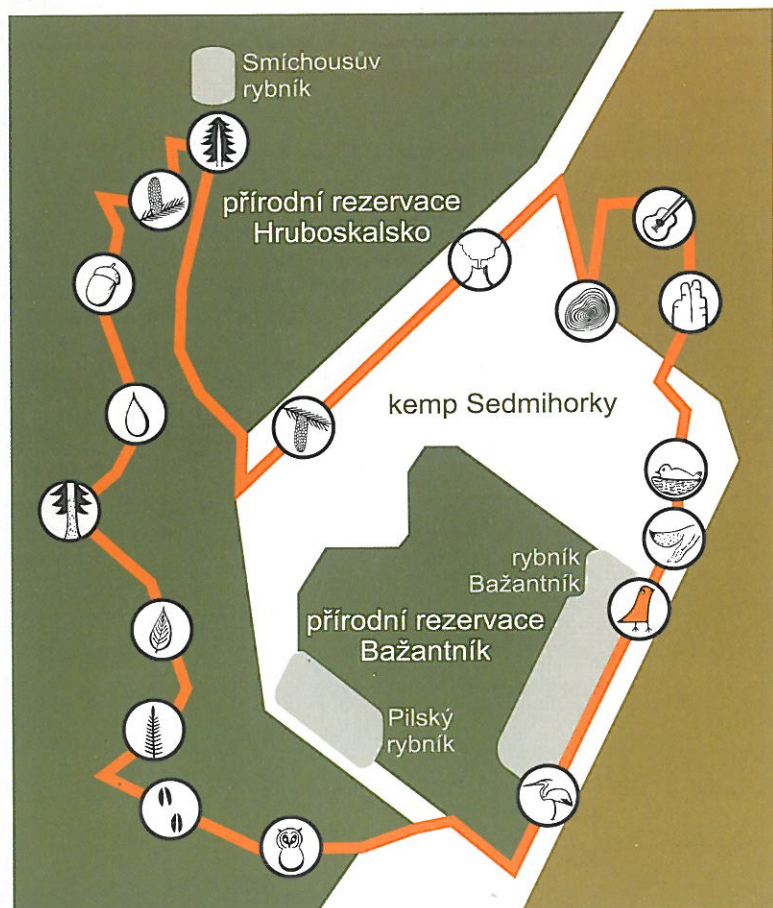 Smíchousův
rybník
přírodní rezervace
Hruboskalsko
kemp Sedmihorky
rybník
Bažantník
přírodní rezervace
Bažantník
Pilský
rybník